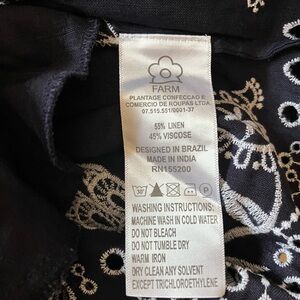 FARM
PLANTAGE CONFECCAO E
COMERCIO DE ROUPAS LTDA
07.515.551/0001-37
55% LINEN
45% VISCOSE
DESIGNED IN BRAZIL
MADE IN INDIA
RN155200
30
P
WASHING INSTRUCTIONS:
MACHINE WASH IN COLD WATER
DO NOT BLEACH
DO NOT TUMBLE DRY
WARM IRON
DRY CLEAN ANY SOLVENT
EXCEPT TRICHLOROETHYLENE